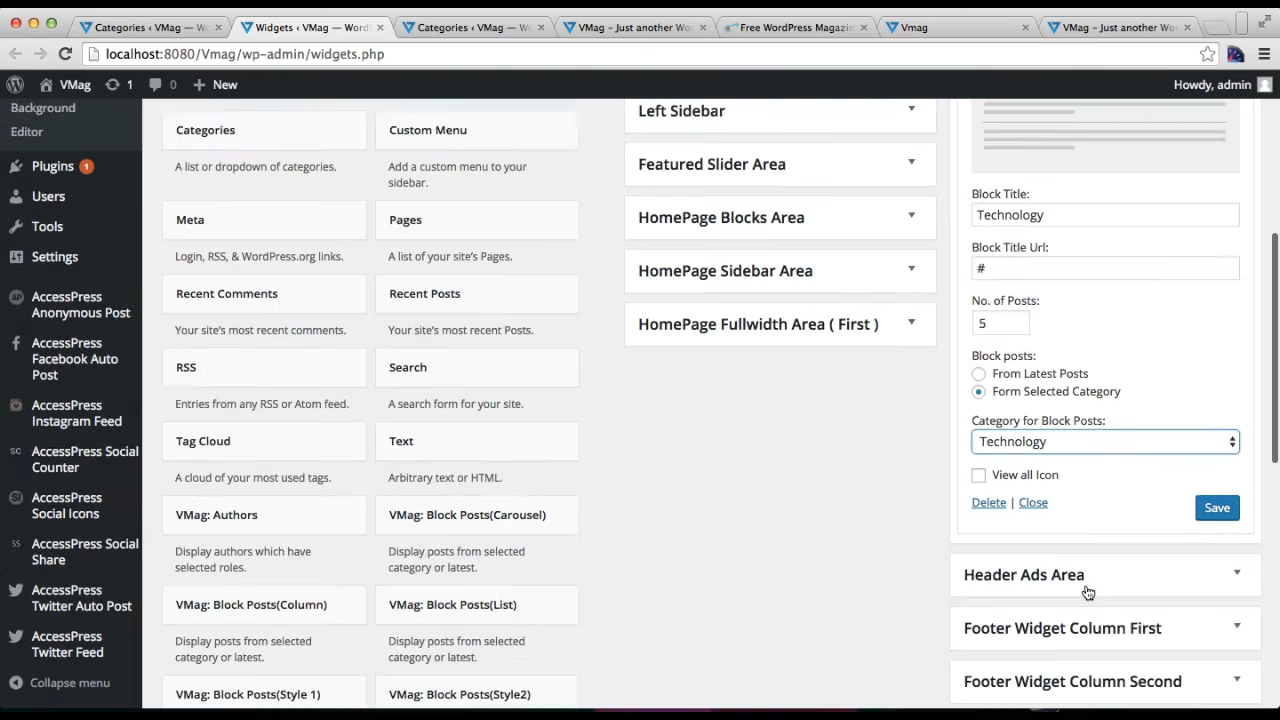 Categories ‹ VMag — Wo
Widgets ‹ VMag — WordP
Categories ‹ VMag — Wo
VMag – Just another Wo
Free WordPress Magazin
Vmag
VMag – Just another Wo
localhost:8080/Vmag/wp-admin/widgets.php
VMag
1
0
New
Howdy, admin
Background
Editor
Plugins 1
Users
Tools
Settings
AP
AccessPress
Anonymous Post
AccessPress
Facebook Auto
Post
AccessPress
Instagram Feed
SC
AccessPress Social
Counter
AccessPress
Social Icons
SS
AccessPress Social
Share
AccessPress
Twitter Auto Post
AccessPress
Twitter Feed
Collapse menu
Categories
A list or dropdown of categories.
Custom Menu
Add a custom menu to your
sidebar.
Meta
Login, RSS, & WordPress.org links.
Pages
A list of your site's Pages.
Recent Comments
Your site's most recent comments.
Recent Posts
Your site's most recent Posts.
RSS
Entries from any RSS or Atom feed.
Search
A search form for your site.
Tag Cloud
A cloud of your most used tags.
Text
Arbitrary text or HTML.
VMag: Authors
Display authors which have
selected roles.
VMag: Block Posts(Carousel)
Display posts from selected
category or latest.
VMag: Block Posts(Column)
Display posts from selected
category or latest.
VMag: Block Posts(List)
Display posts from selected
category or latest.
VMag: Block Posts(Style 1)
VMag: Block Posts(Style2)
Left Sidebar
Featured Slider Area
HomePage Blocks Area
HomePage Sidebar Area
HomePage Fullwidth Area ( First )
Block Title:
Technology
Block Title Url:
#
No. of Posts:
5
Block posts:
From Latest Posts
Form Selected Category
Category for Block Posts:
Technology
View all Icon
Delete | Close
Save
Header Ads Area
Footer Widget Column First
Footer Widget Column Second